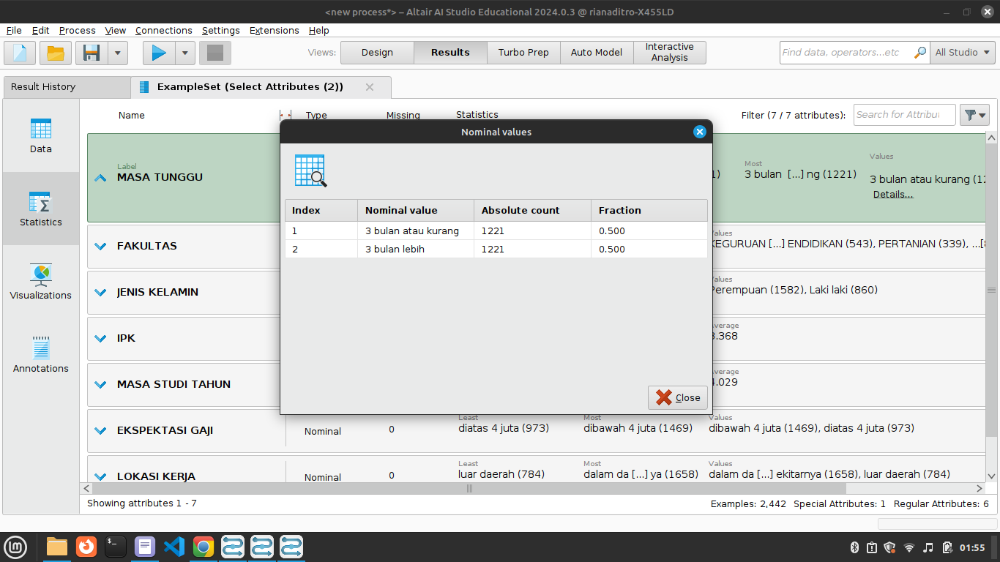 <new process*> – Altair AI Studio Educational 2024.0.3 @ rianaditro-X455LD
File Edit Process View Connections Settings Extensions Help
Views: Design Results Turbo Prep Auto Model Interactive Analysis
Find data, operators...etc All Studio
Result History ExampleSet (Select Attributes (2))
Name Type Missing Statistics Filter (7 / 7 attributes): Search for Attribut
Data
Statistics
Visualizations
Annotations
Label
MASA TUNGGU
1)
Most
3 bulan [...] ng (1221)
Values
3 bulan atau kurang (12
Details...
Nominal values
Index Nominal value Absolute count Fraction
1 3 bulan atau kurang 1221 0.500
2 3 bulan lebih 1221 0.500
Close
FAKULTAS
Values
KEGURUAN [...] ENDIDIKAN (543), PERTANIAN (339), ...[8
JENIS KELAMIN
Values
Perempuan (1582), Laki laki (860)
IPK
Average
3.368
MASA STUDI TAHUN
Average
4.029
EKSPEKTASI GAJI Nominal 0
Least
diatas 4 juta (973)
Most
dibawah 4 juta (1469)
Values
dibawah 4 juta (1469), diatas 4 juta (973)
LOKASI KERJA Nominal 0
Least
luar daerah (784)
Most
dalam da [...] ya (1658)
Values
dalam da [...] ekitarnya (1658), luar daerah (784)
Showing attributes 1 - 7
Examples: 2,442 Special Attributes: 1 Regular Attributes: 6
01:55